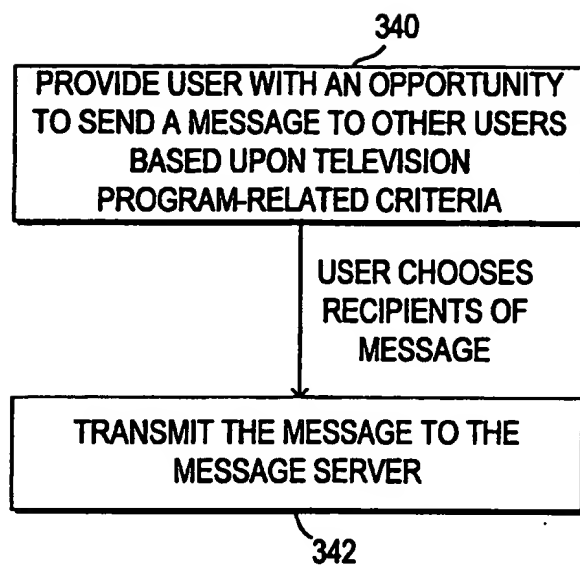 340
PROVIDE USER WITH AN OPPORTUNITY
TO SEND A MESSAGE TO OTHER USERS
BASED UPON TELEVISION
PROGRAM-RELATED CRITERIA
USER CHOOSES
RECIPIENTS OF
MESSAGE
TRANSMIT THE MESSAGE TO THE
MESSAGE SERVER
342